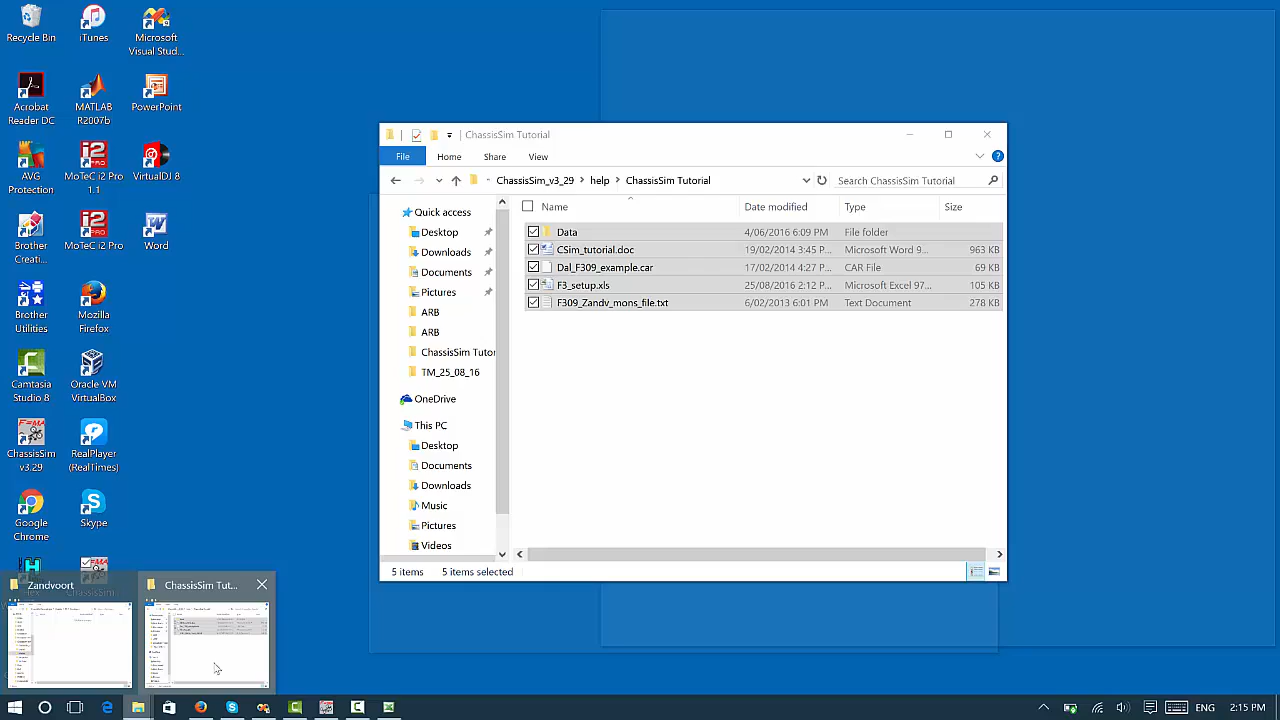 Recycle Bin
iTunes
Microsoft
Visual Stud...
Acrobat
Reader DC
MATLAB
R2007b
PowerPoint
AVG
Protection
MoTeC i2 Pro
1.1
VirtualDJ 8
Brother
Creati...
MoTeC i2 Pro
Word
Brother
Utilities
Mozilla
Firefox
Camtasia
Studio 8
Oracle VM
VirtualBox
ChassisSim
v3.29
RealPlayer
(RealTimes)
Google
Chrome
Skype
ChassisSim Tutorial
File
Home
Share
View
ChassisSim_v3_29
help
ChassisSim Tutorial
Search ChassisSim Tutorial
Quick access
Desktop
Downloads
Documents
Pictures
ARB
ARB
ChassisSim Tutor
TM_25_08_16
OneDrive
This PC
Desktop
Documents
Downloads
Music
Pictures
Videos
Name Date modified Type Size
Data 4/06/2016 6:09 PM File folder
CSim_tutorial.doc 19/02/2014 3:45 P... Microsoft Word 9... 963 KB
Dal_F309_example.car 17/02/2014 4:27 P... CAR File 69 KB
F3_setup.xls 25/08/2016 2:12 P... Microsoft Excel 97... 105 KB
F309_Zandv_mons_file.txt 6/02/2013 6:01 PM Text Document 278 KB
5 items 5 items selected
Zandvoort
ChassisSim Tut...
ENG
2:15 PM